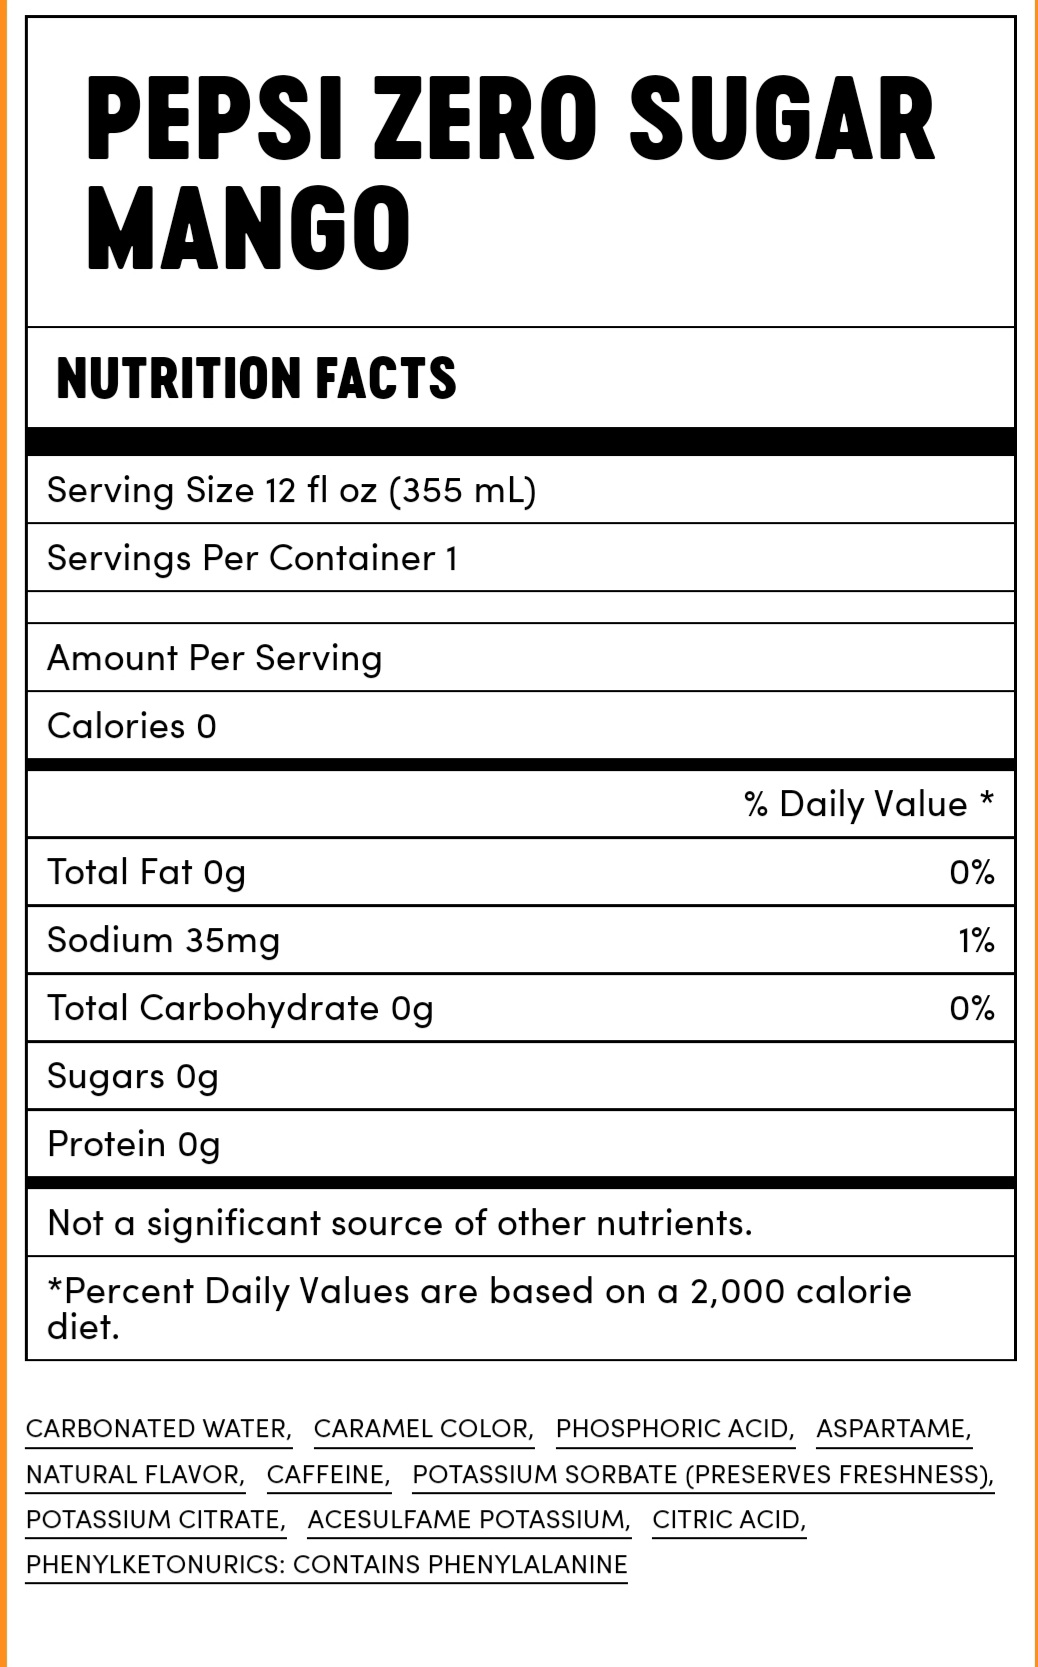 PEPSI ZERO SUGAR
MANGO
NUTRITION FACTS
Serving Size 12 fl oz (355 mL)
Servings Per Container 1
Amount Per Serving
Calories 0
% Daily Value *
Total Fat 0g 0%
Sodium 35mg 1%
Total Carbohydrate 0g 0%
Sugars 0g
Protein 0g
Not a significant source of other nutrients.
*Percent Daily Values are based on a 2,000 calorie
diet.
CARBONATED WATER, CARAMEL COLOR, PHOSPHORIC ACID, ASPARTAME,
NATURAL FLAVOR, CAFFEINE, POTASSIUM SORBATE (PRESERVES FRESHNESS),
POTASSIUM CITRATE, ACESULFAME POTASSIUM, CITRIC ACID,
PHENYLKETONURICS: CONTAINS PHENYLALANINE